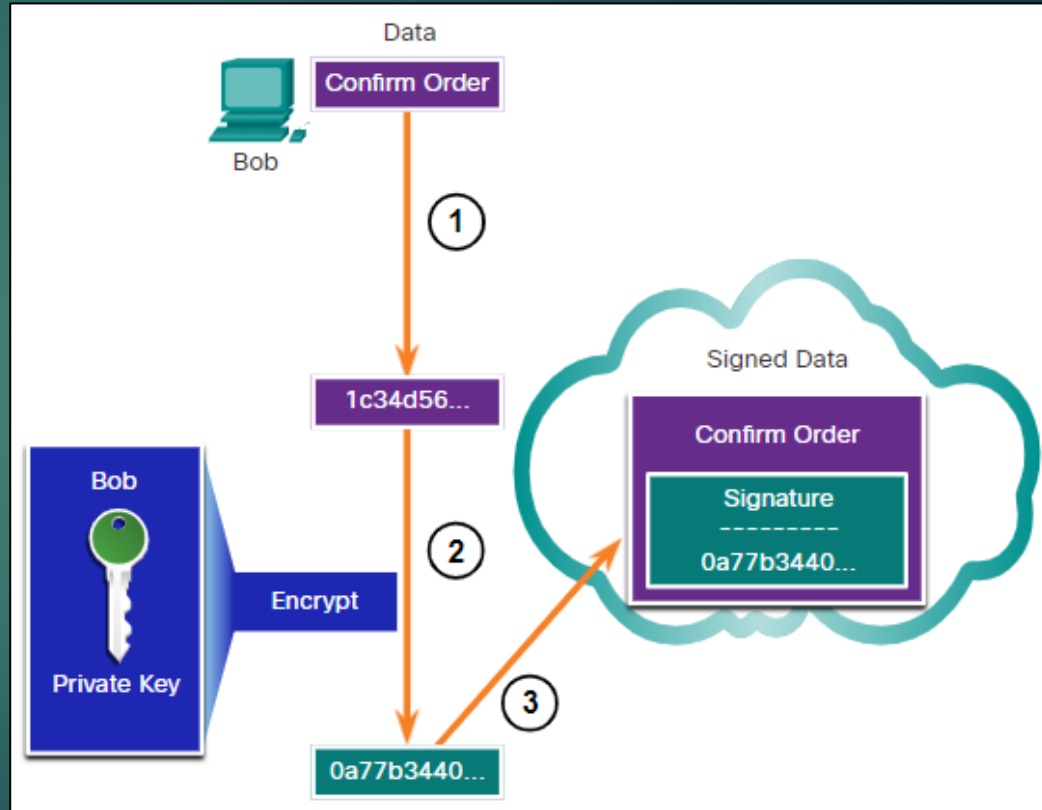 Data
Confirm Order
Bob
1
1c34d56...
Signed Data
Confirm Order
Signature
---------
0a77b3440...
Bob
2
Encrypt
Private Key
3
0a77b3440...